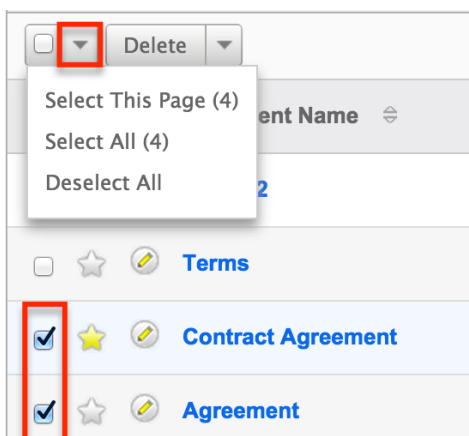 Delete
Select This Page (4)
ent Name
Select All (4)
Deselect All
2
Terms
Contract Agreement
Agreement